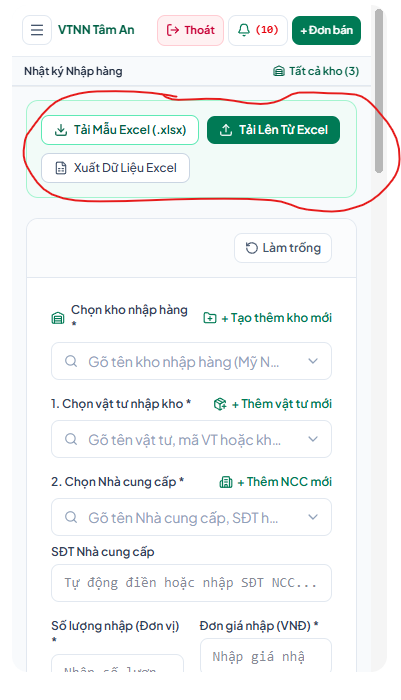 VTNN Tâm An
Thoát
(10)
+ Đơn bán
Nhật ký Nhập hàng
Tất cả kho (3)
Tải Mẫu Excel (.xlsx)
Tải Lên Từ Excel
Xuất Dữ Liệu Excel
Làm trống
Chọn kho nhập hàng
*
+ Tạo thêm kho mới
Gõ tên kho nhập hàng (Mỹ N...
1. Chọn vật tư nhập kho *
+ Thêm vật tư mới
Gõ tên vật tư, mã VT hoặc kh...
2. Chọn Nhà cung cấp *
+ Thêm NCC mới
Gõ tên Nhà cung cấp, SĐT h...
SĐT Nhà cung cấp
Tự động điền hoặc nhập SĐT NCC...
Số lượng nhập (Đơn vị)
*
Đơn giá nhập (VNĐ) *
Nhập số lượn
Nhập giá nhậ